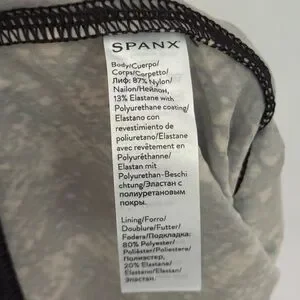 SPANX
Body/Cuerpo/
Corps/Corpetto/
Лиф: 87% Nylon/
Nailon/Нейлон,
13% Elastane with
Polyurethane coating/
Elastano con
revestimiento de
poliuretano/Elastane
avec revêtement en
Polyuréthanne/
Elastan mit
Polyurethan-Beschi
chtung/Эластан с
полиуретановым
покры.
Lining/Forro/
Doublure/Futter/
Fodera/Подкладка:
80% Polyester/
Poliéster/Poliestere/
Полиэстер,
20% Elastane/
Elastano/Elastan/
Эластан